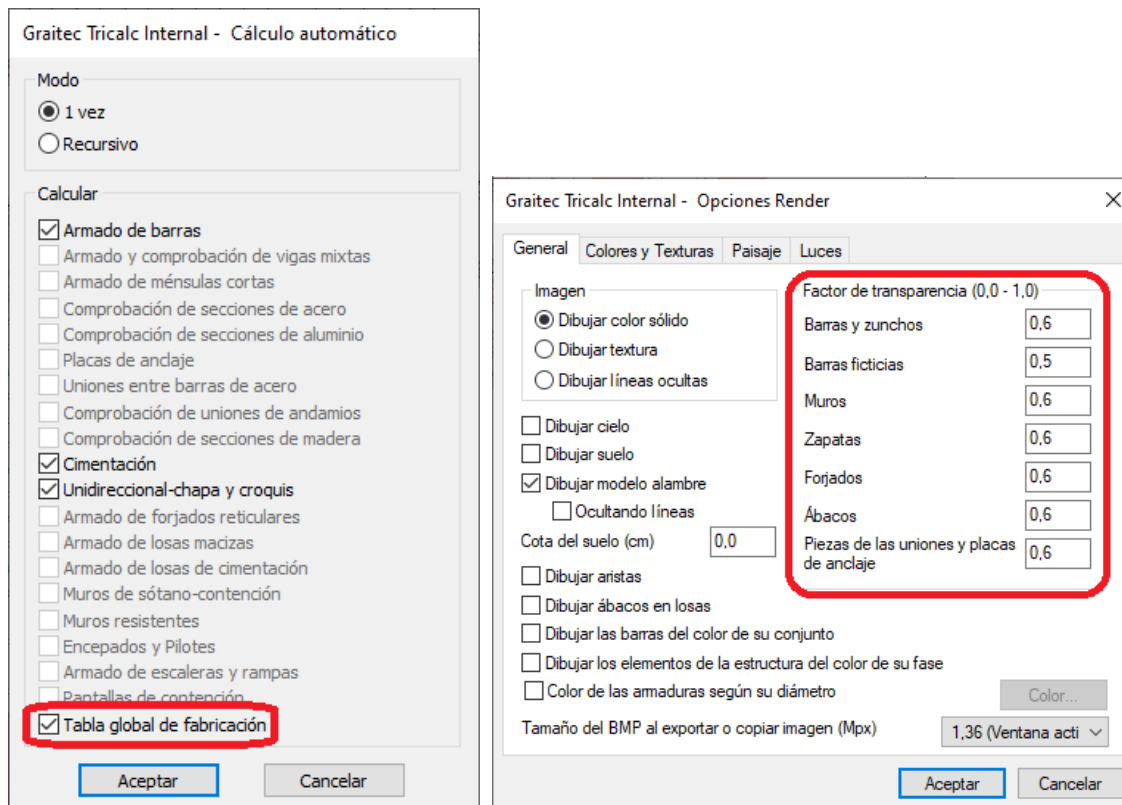 Graitec Tricalc Internal - Cálculo automático
Modo
1 vez
Recursivo
Calcular
Armado de barras
Armado y comprobación de vigas mixtas
Armado de ménsulas cortas
Comprobación de secciones de acero
Comprobación de secciones de aluminio
Placas de anclaje
Uniones entre barras de acero
Comprobación de uniones de andamios
Comprobación de secciones de madera
Cimentación
Unidireccional-chapa y croquis
Armado de forjados reticulares
Armado de losas macizas
Armado de losas de cimentación
Muros de sótano-contención
Muros resistentes
Encepados y Pilotes
Armado de escaleras y rampas
Pantallas de contención
Tabla global de fabricación
Aceptar
Cancelar
Graitec Tricalc Internal - Opciones Render
General
Colores y Texturas
Paisaje
Luces
Imagen
Dibujar color sólido
Dibujar textura
Dibujar líneas ocultas
Dibujar cielo
Dibujar suelo
Dibujar modelo alambre
Ocultando líneas
Cota del suelo (cm) 0,0
Dibujar aristas
Dibujar ábacos en losas
Dibujar las barras del color de su conjunto
Dibujar los elementos de la estructura del color de su fase
Color de las armaduras según su diámetro
Color...
Tamaño del BMP al exportar o copiar imagen (Mpx) 1,36 (Ventana acti
Factor de transparencia (0,0 - 1,0)
Barras y zunchos 0,6
Barras ficticias 0,5
Muros 0,6
Zapatas 0,6
Forjados 0,6
Ábacos 0,6
Piezas de las uniones y placas
de anclaje 0,6
Aceptar
Cancelar